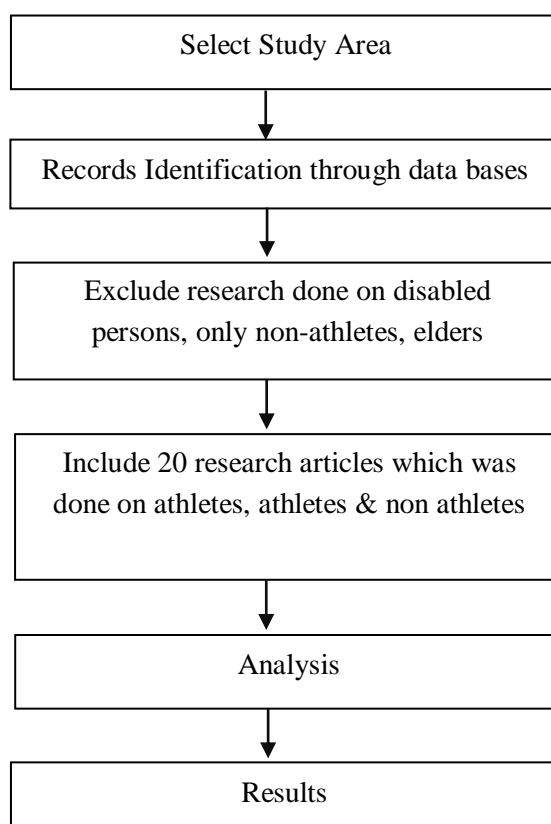 Select Study Area
Records Identification through data bases
Exclude research done on disabled
persons, only non-athletes, elders
Include 20 research articles which was
done on athletes, athletes & non athletes
Analysis
Results